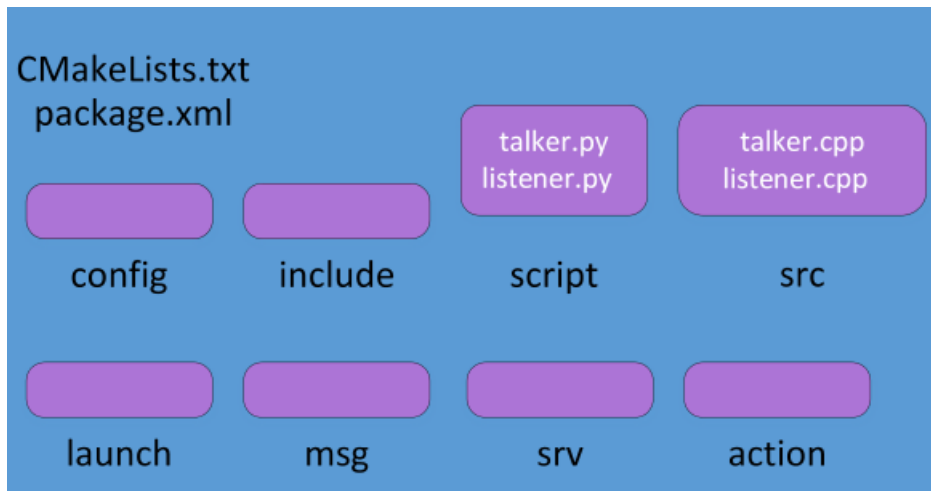 CMakeLists.txt
package.xml
talker.py
listener.py
talker.cpp
listener.cpp
config
include
script
src
launch
msg
srv
action